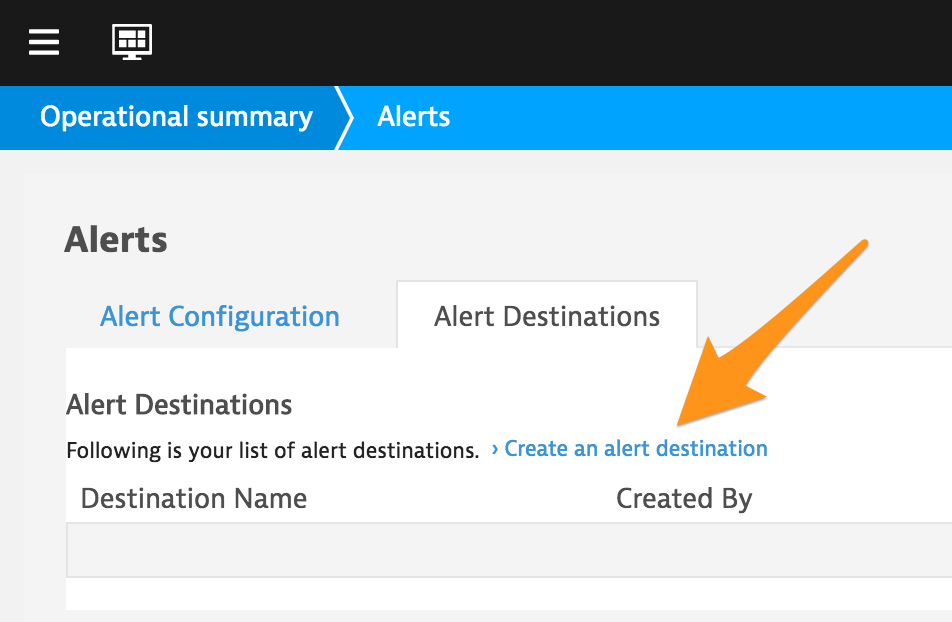 Operational summary
Alerts
Alerts
Alert Configuration
Alert Destinations
Alert Destinations
Following is your list of alert destinations. › Create an alert destination
Destination Name
Created By